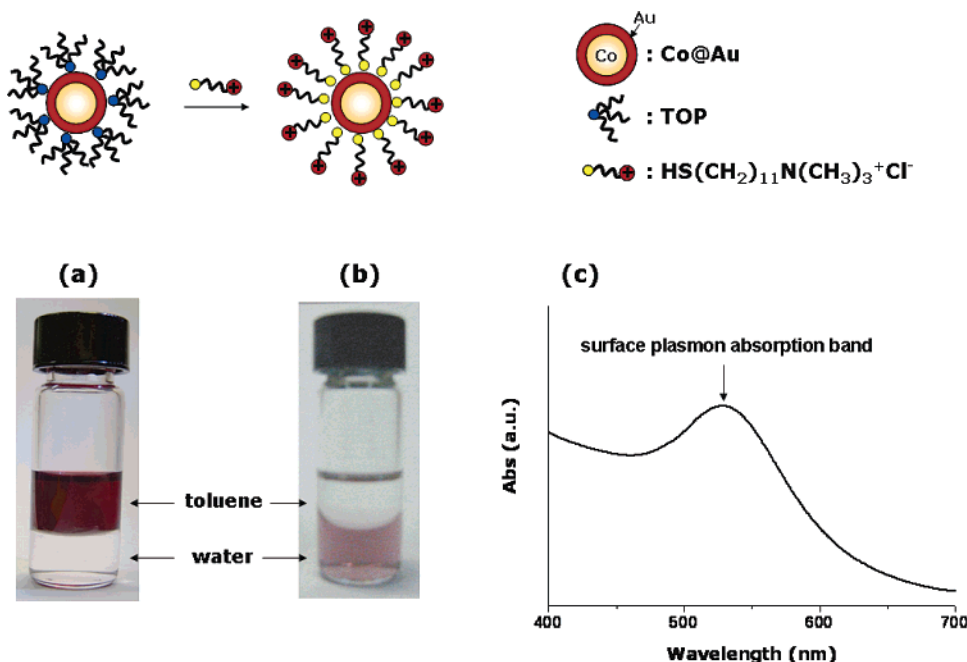 Au
Co
: Co@Au
: TOP
: HS(CH₂)₁₁N(CH₃)₃⁺Cl⁻
(a)
(b)
(c)
toluene
water
surface plasmon absorption band
Abs (a.u.)
400
500
600
700
Wavelength (nm)